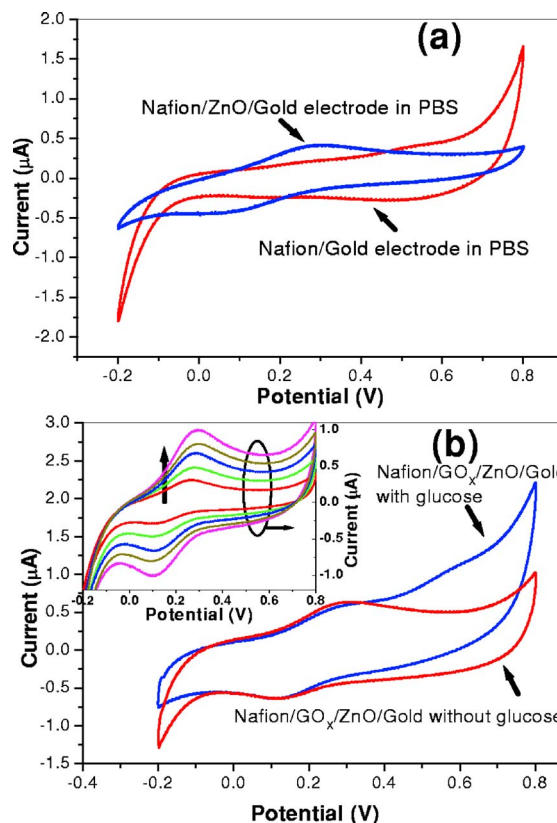 (a)
2.0
1.5
1.0
0.5
0.0
-0.5
1.0
-1.5
2.0
Current (μA)
Nafion/ZnO/Gold electrode in PBS
Nafion/Gold electrode in PBS
-0.2 0.0 0.2 0.4 0.6 0.8
Potential (V)
(b)
3.0
2.5
2.0
1.5
1.0
0.5
0.0
-0.5
-1.0
-1.5
Current (μA)
1.0
0.5
0.0
-0.5
-1.0
Current (μA)
-0.2 0.0 0.2 0.4 0.6 0.8
Potential (V)
Nafion/GOx/ZnO/Gold
with glucose
Nafion/GOx/ZnO/Gold without glucose
-0.4 -0.2 0.0 0.2 0.4 0.6 0.8
Potential (V)